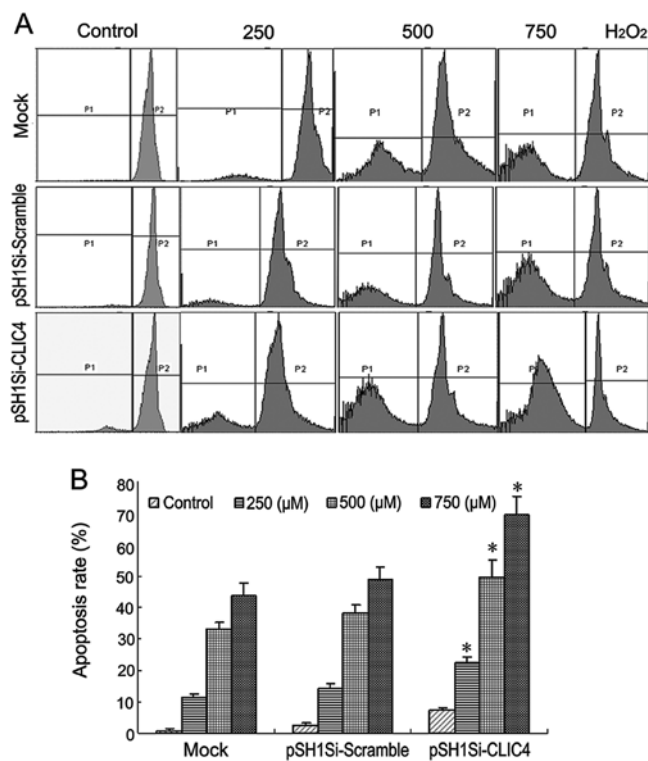 A
Control 250 500 750 H2O2
Mock
P1 P2 P1 P2 P1 P2 P1 P2
pSH1Si-Scramble
P1 P2 P1 P2 P1 P2 P1 P2
pSH1Si-CLIC4
P1 P2 P1 P2 P1 P2 P1 P2
B
Apoptosis rate (%)
80
70
60
50
40
30
20
10
0
Control 250 (μM) 500 (μM) 750 (μM)
* * *
Mock pSH1Si-Scramble pSH1Si-CLIC4